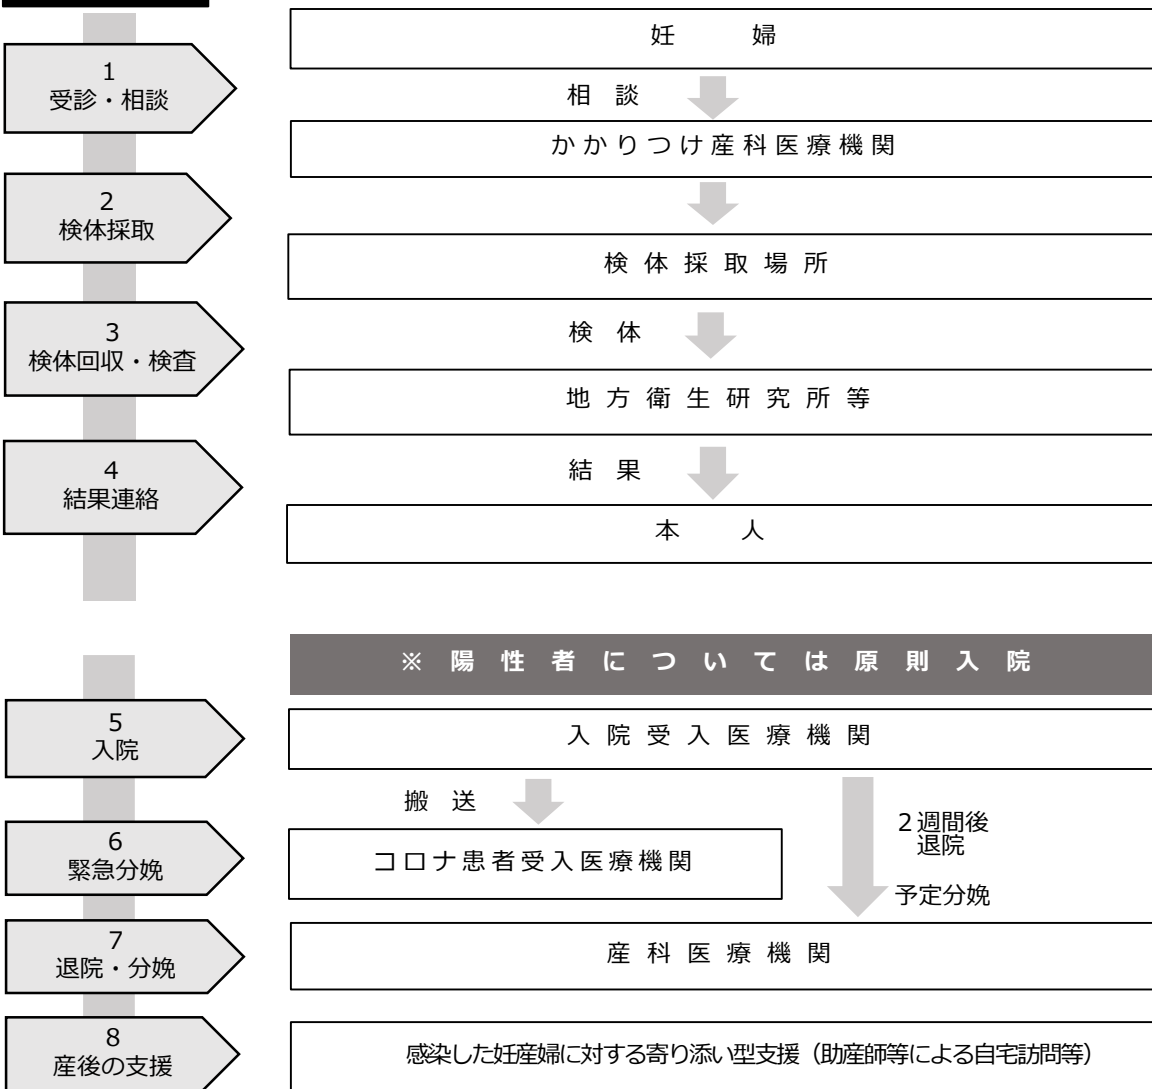 妊婦
1
受診・相談
相談
かかりつけ産科医療機関
2
検体採取
検体採取場所
3
検体回収・検査
検体
地方衛生研究所等
4
結果連絡
結果
本人
※陽性者については原則入院
5
入院
入院受入医療機関
搬送
2週間後
退院
予定分娩
6
緊急分娩
コロナ患者受入医療機関
7
退院・分娩
産科医療機関
8
産後の支援
感染した妊産婦に対する寄り添い型支援（助産師等による自宅訪問等）